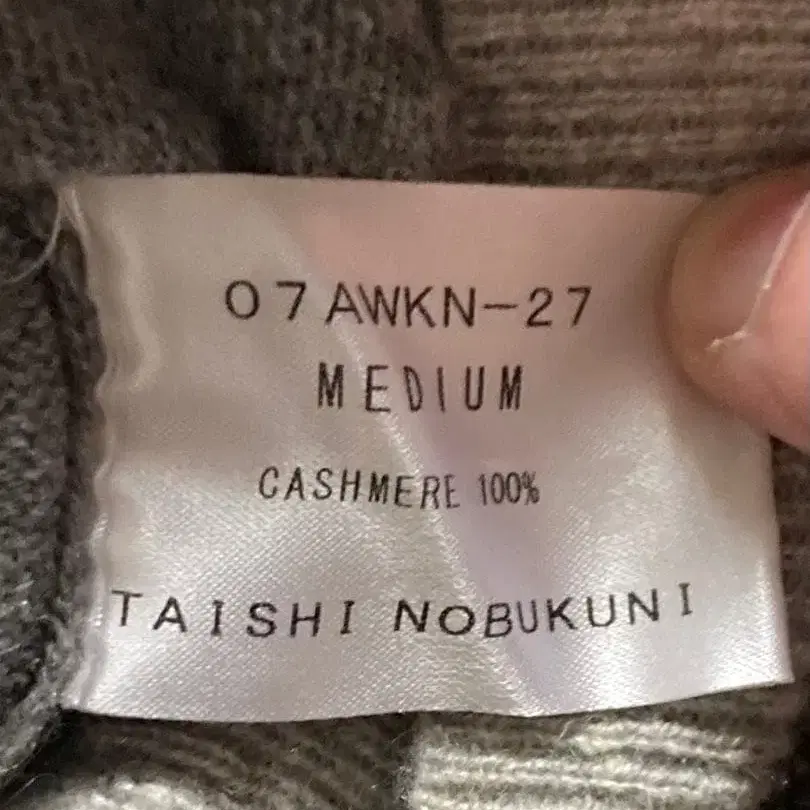 07AWKN-27
MEDIUM
CASHMERE 100%
TAISHI NOBUKUNI